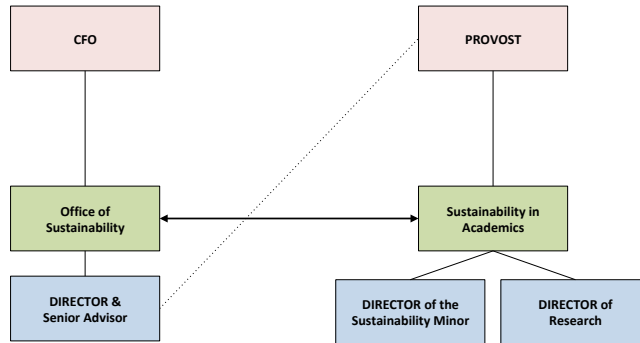 CFO
PROVOST
Office of
Sustainability
Sustainability in
Academics
DIRECTOR &
Senior Advisor
DIRECTOR of the
Sustainability Minor
DIRECTOR of
Research